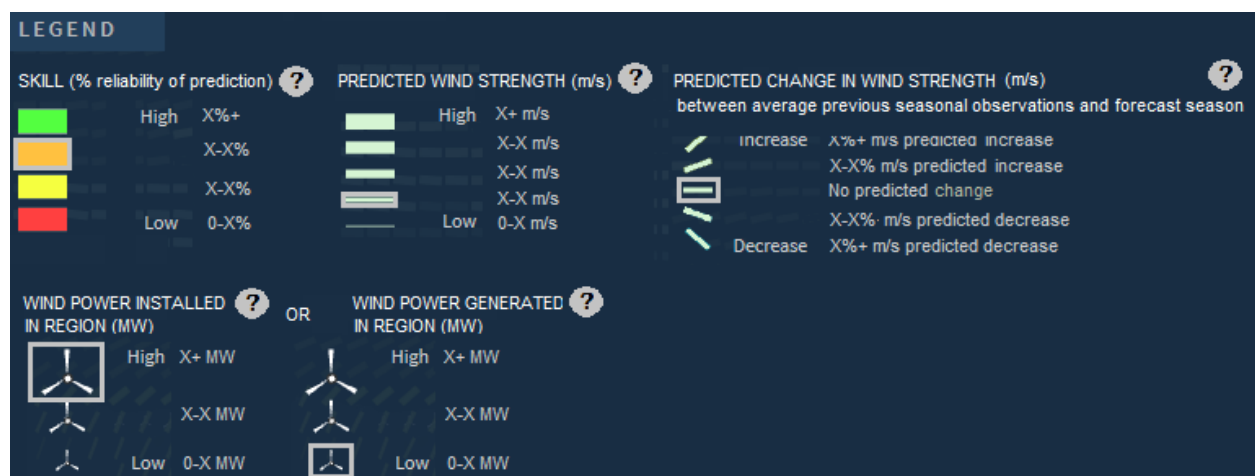 LEGEND
SKILL (% reliability of prediction) ?
High X%+
X-X%
X-X%
Low 0-X%
PREDICTED WIND STRENGTH (m/s) ?
High X+ m/s
X-X m/s
X-X m/s
X-X m/s
Low 0-X m/s
PREDICTED CHANGE IN WIND STRENGTH (m/s) ?
between average previous seasonal observations and forecast season
Increase X%+ m/s predicted increase
X-X% m/s predicted increase
No predicted change
X-X% m/s predicted decrease
Decrease X%+ m/s predicted decrease
WIND POWER INSTALLED ?
IN REGION (MW)
High X+ MW
X-X MW
Low 0-X MW
OR
WIND POWER GENERATED ?
IN REGION (MW)
High X+ MW
X-X MW
Low 0-X MW